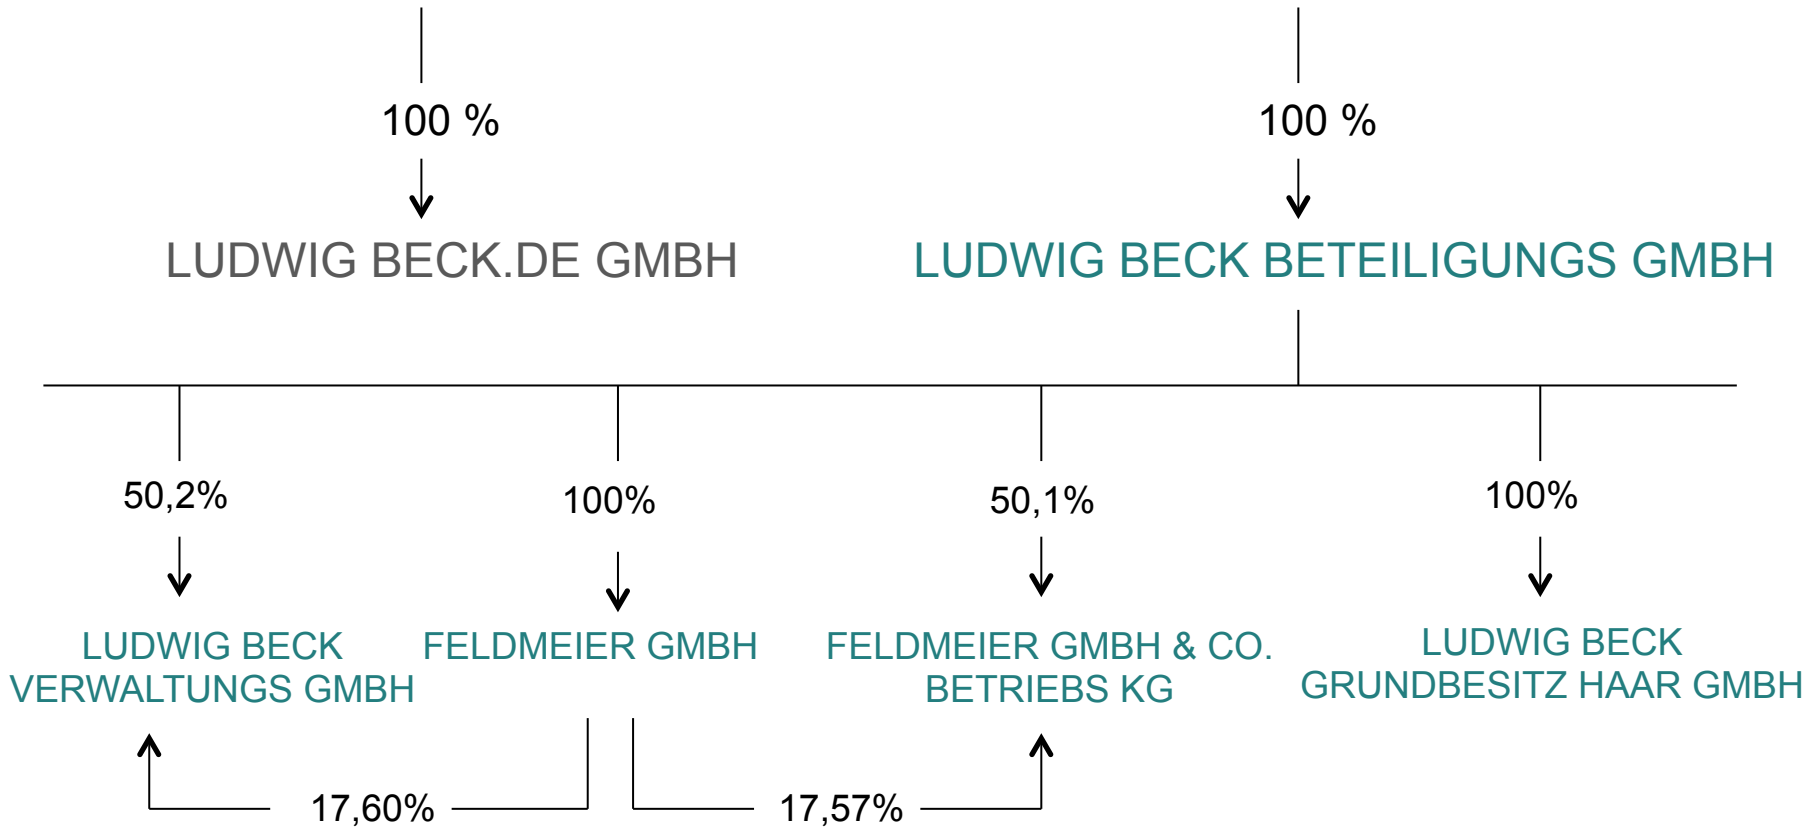 100 %
100 %
LUDWIG BECK.DE GMBH
LUDWIG BECK BETEILIGUNGS GMBH
50,2%
100%
50,1%
100%
LUDWIG BECK
VERWALTUNGS GMBH
FELDMEIER GMBH
FELDMEIER GMBH & CO.
BETRIEBS KG
LUDWIG BECK
GRUNDBESITZ HAAR GMBH
17,60%
17,57%